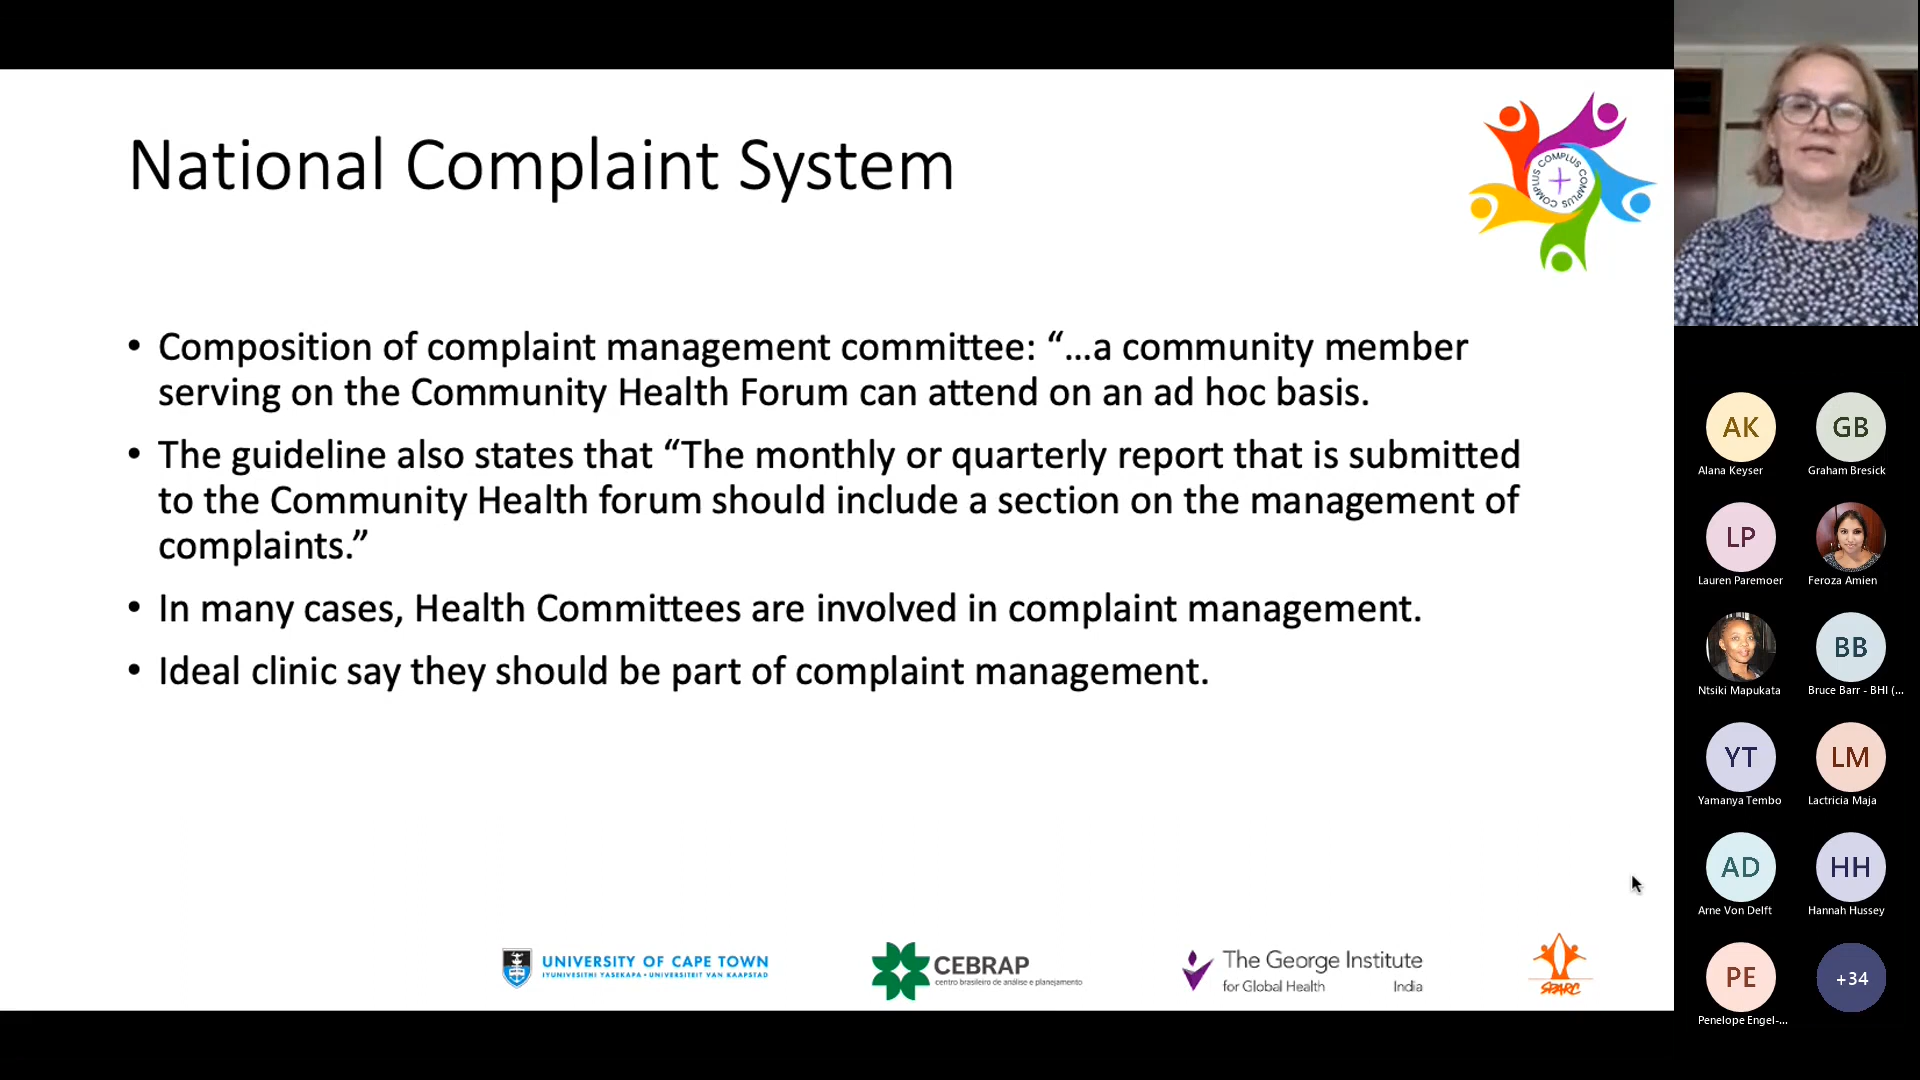 National Complaint System
COMPLUS COMPLUS COMPLUS
• Composition of complaint management committee: “…a community member
serving on the Community Health Forum can attend on an ad hoc basis.
• The guideline also states that “The monthly or quarterly report that is submitted
to the Community Health forum should include a section on the management of
complaints.”
• In many cases, Health Committees are involved in complaint management.
• Ideal clinic say they should be part of complaint management.
UNIVERSITY OF CAPE TOWN
IYUNIVESITHI YASEKAPA • UNIVERSITEIT VAN KAAPSTAD
CEBRAP
centro brasileiro de análise e planejamento
The George Institute
for Global Health India
SPARC
AK
Alana Keyser
GB
Graham Bresick
LP
Lauren Paremoer
Feroza Amien
Ntsiki Mapukata
BB
Bruce Barr - BHI (...
YT
Yamanya Tembo
LM
Lactricia Maja
AD
Arne Von Delft
HH
Hannah Hussey
PE
Penelope Engel-...
+34